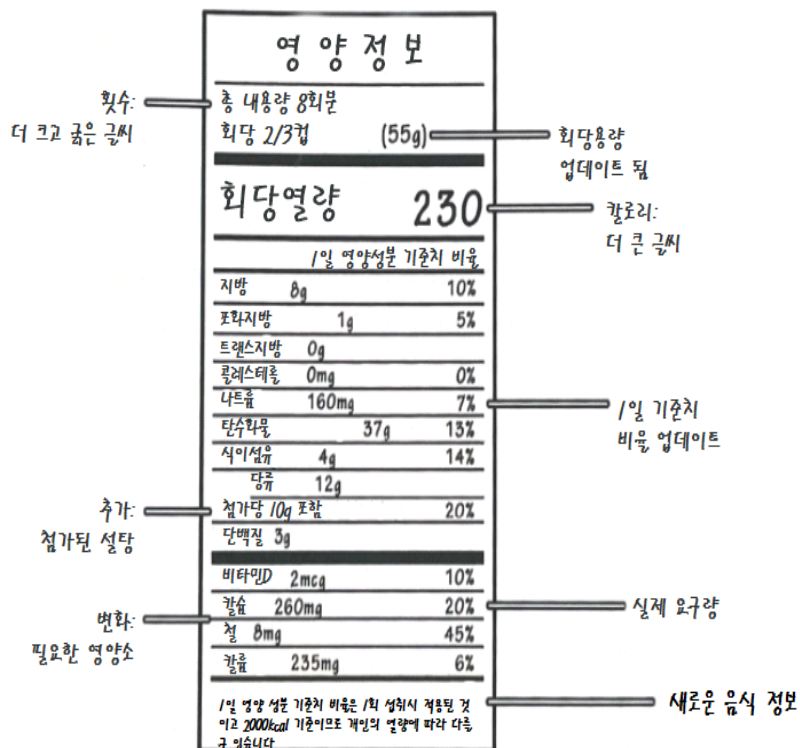 영양정보
총 내용량 8회분
회당 2/3컵 (55g)
회당열량 230
1일 영양성분 기준치 비율
지방 8g 10%
포화지방 1g 5%
트랜스지방 0g
콜레스테롤 0mg 0%
나트륨 160mg 7%
탄수화물 37g 13%
식이섬유 4g 14%
당류 12g
첨가당 10g 포함 20%
단백질 3g
비타민D 2mcg 10%
칼슘 260mg 20%
철 8mg 45%
칼륨 235mg 6%
1일 영양 성분 기준치 비율은 1회 섭취시 적용된 것
이고 2000kcal 기준이므로 개인의 열량에 따라 다를
수 있습니다
횟수:
더 크고 굵은 글씨
추가:
첨가된 설탕
변화:
필요한 영양소
회당용량
업데이트 됨
칼로리:
더 큰 글씨
1일 기준치
비율 업데이트
실제 요구량
새로운 음식 정보